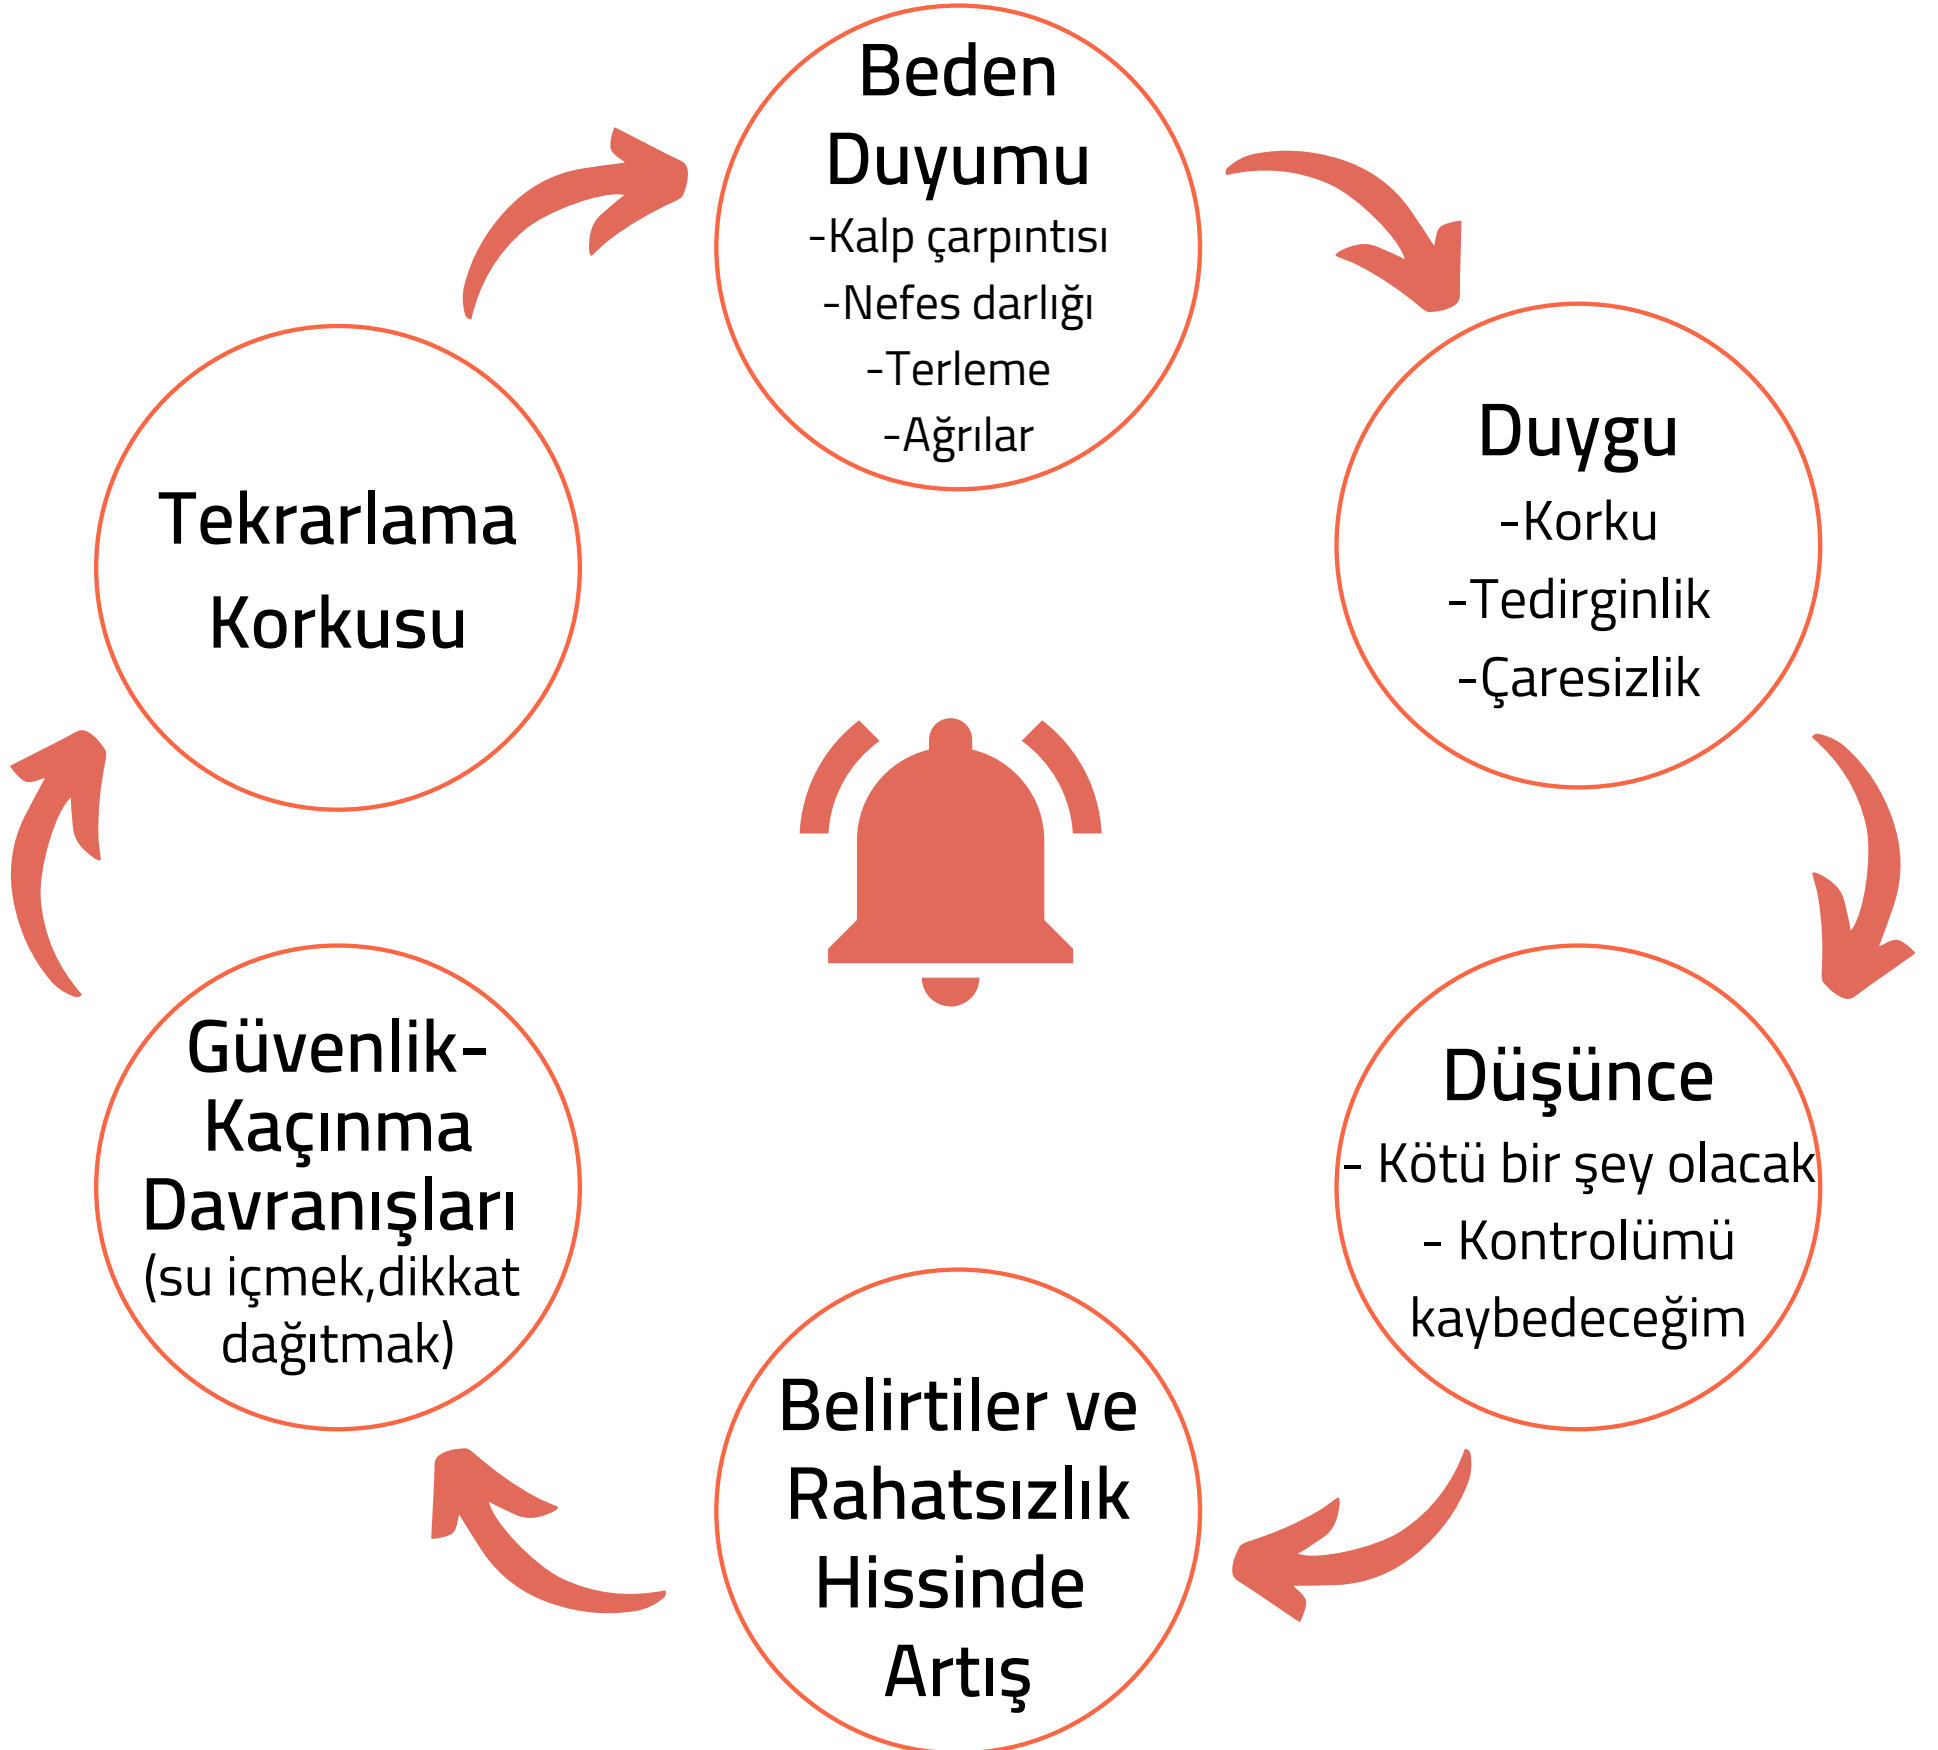 Beden
Duyumu
-Kalp çarpıntısı
-Nefes darlığı
-Terleme
-Ağrılar
Duygu
-Korku
-Tedirginlik
-Çaresizlik
Düşünce
- Kötü bir şey olacak
- Kontrolümü
kaybedeceğim
Belirtiler ve
Rahatsızlık
Hissinde
Artış
Güvenlik-
Kaçınma
Davranışları
(su içmek,dikkat
dağıtmak)
Tekrarlama
Korkusu